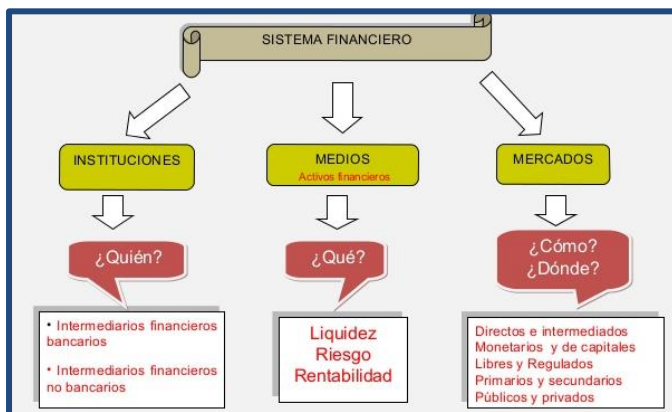 SISTEMA FINANCIERO
INSTITUCIONES
MEDIOS
Activos financieros
MERCADOS
¿Quién?
¿Qué?
¿Cómo?
¿Dónde?
• Intermediarios financieros
bancarios
• Intermediarios financieros
no bancarios
Liquidez
Riesgo
Rentabilidad
Directos e intermediados
Monetarios y de capitales
Libres y Regulados
Primarios y secundarios
Públicos y privados